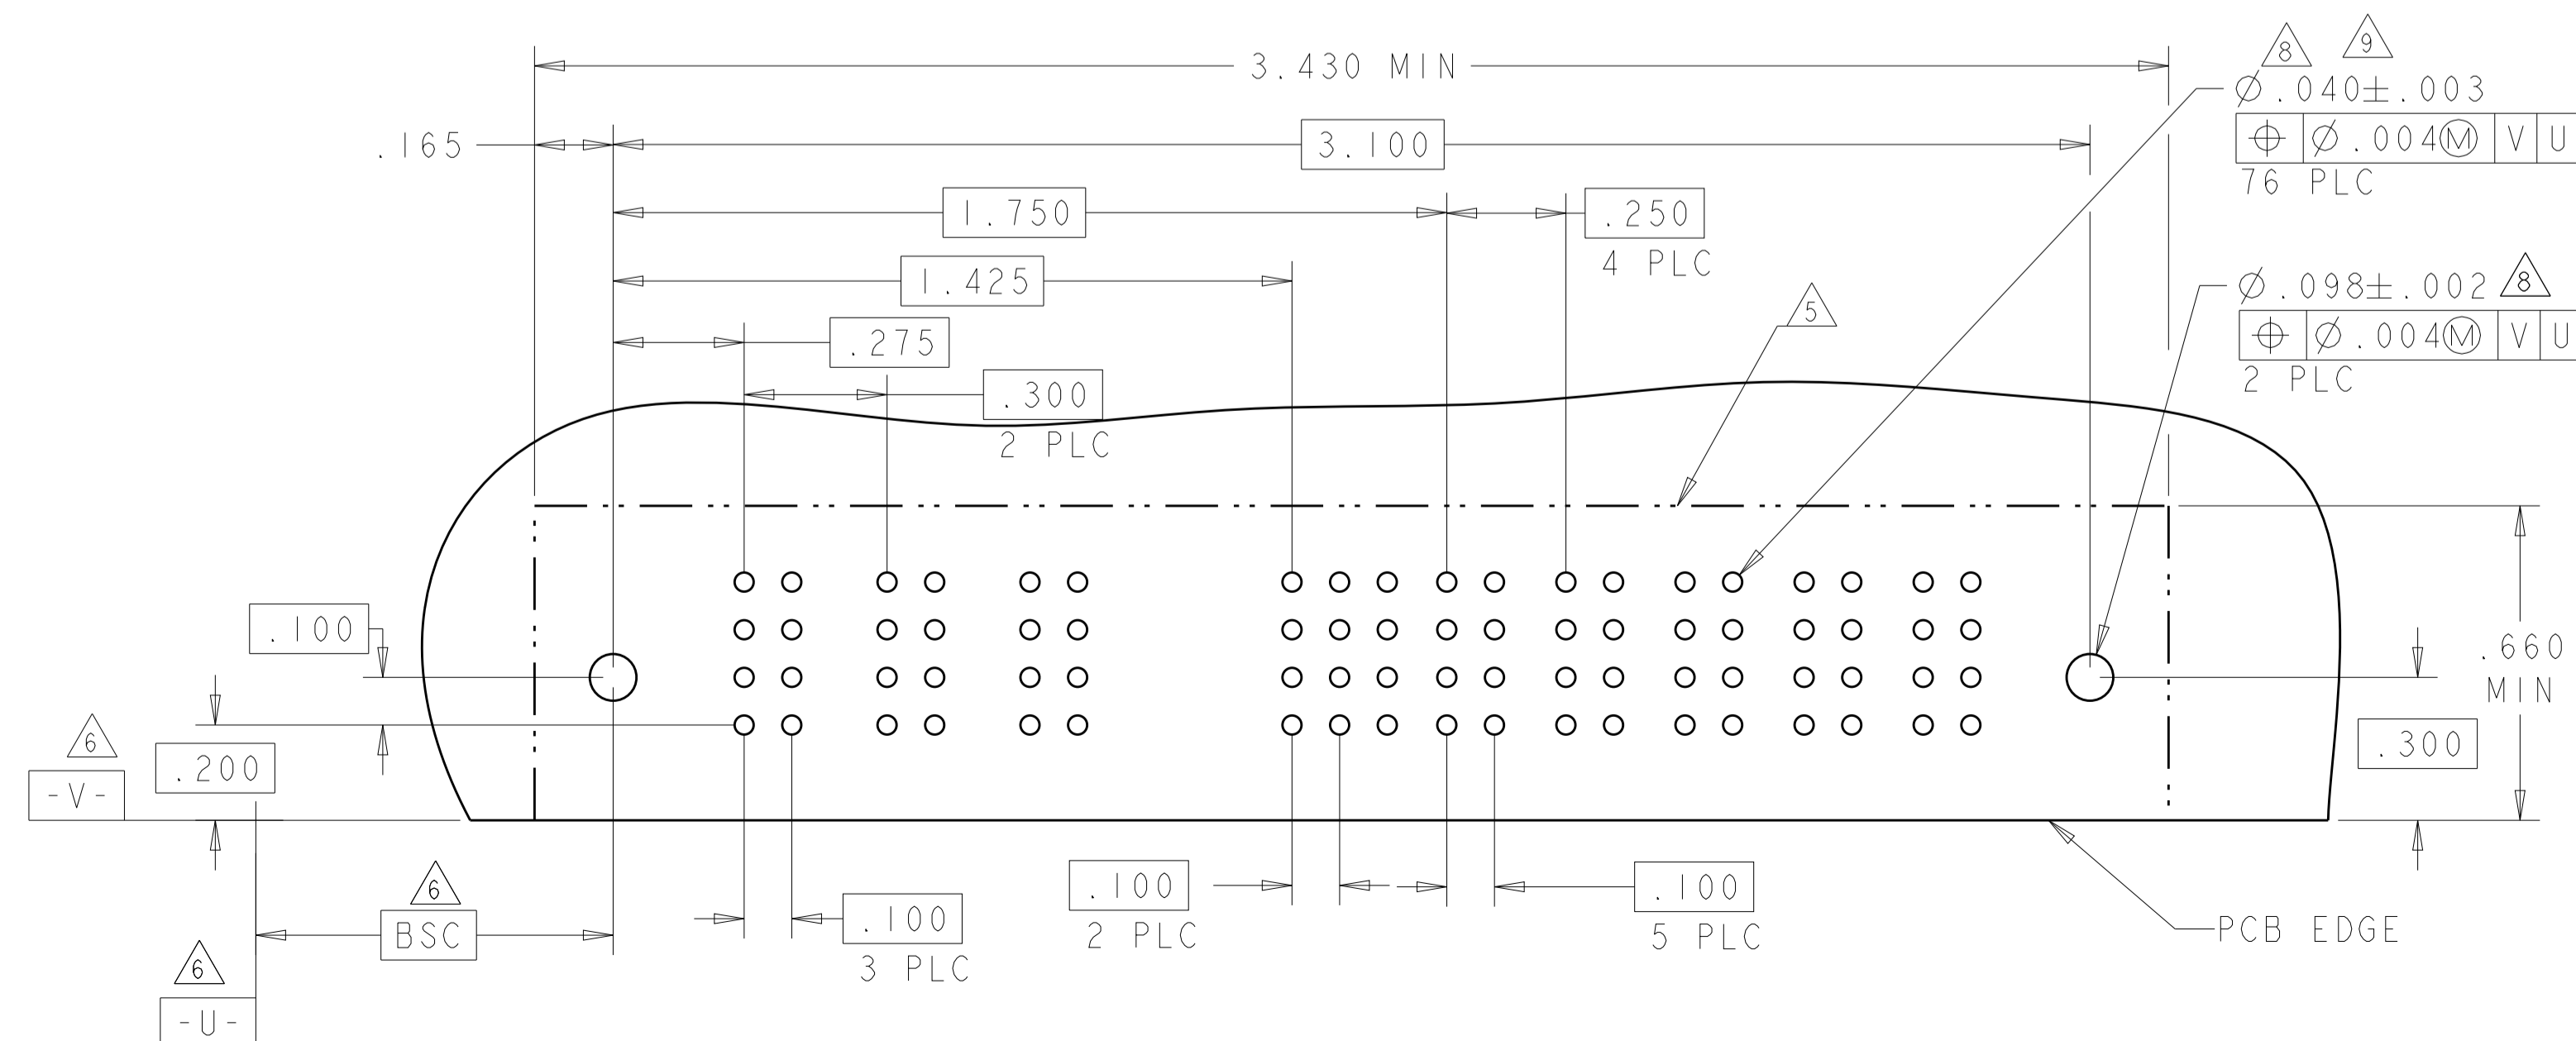 8
9
3.430 MIN
Ø.040±.003
⌖ Ø.004Ⓜ V U
76 PLC
.165
3.100
1.750
.250
4 PLC
1.425
Ø.098±.002 8
⌖ Ø.004Ⓜ V U
2 PLC
5
.275
.300
2 PLC
.100
.660
MIN
6
-V-
.200
.300
6
BSC
.100
3 PLC
.100
2 PLC
.100
5 PLC
PCB EDGE
6
-U-